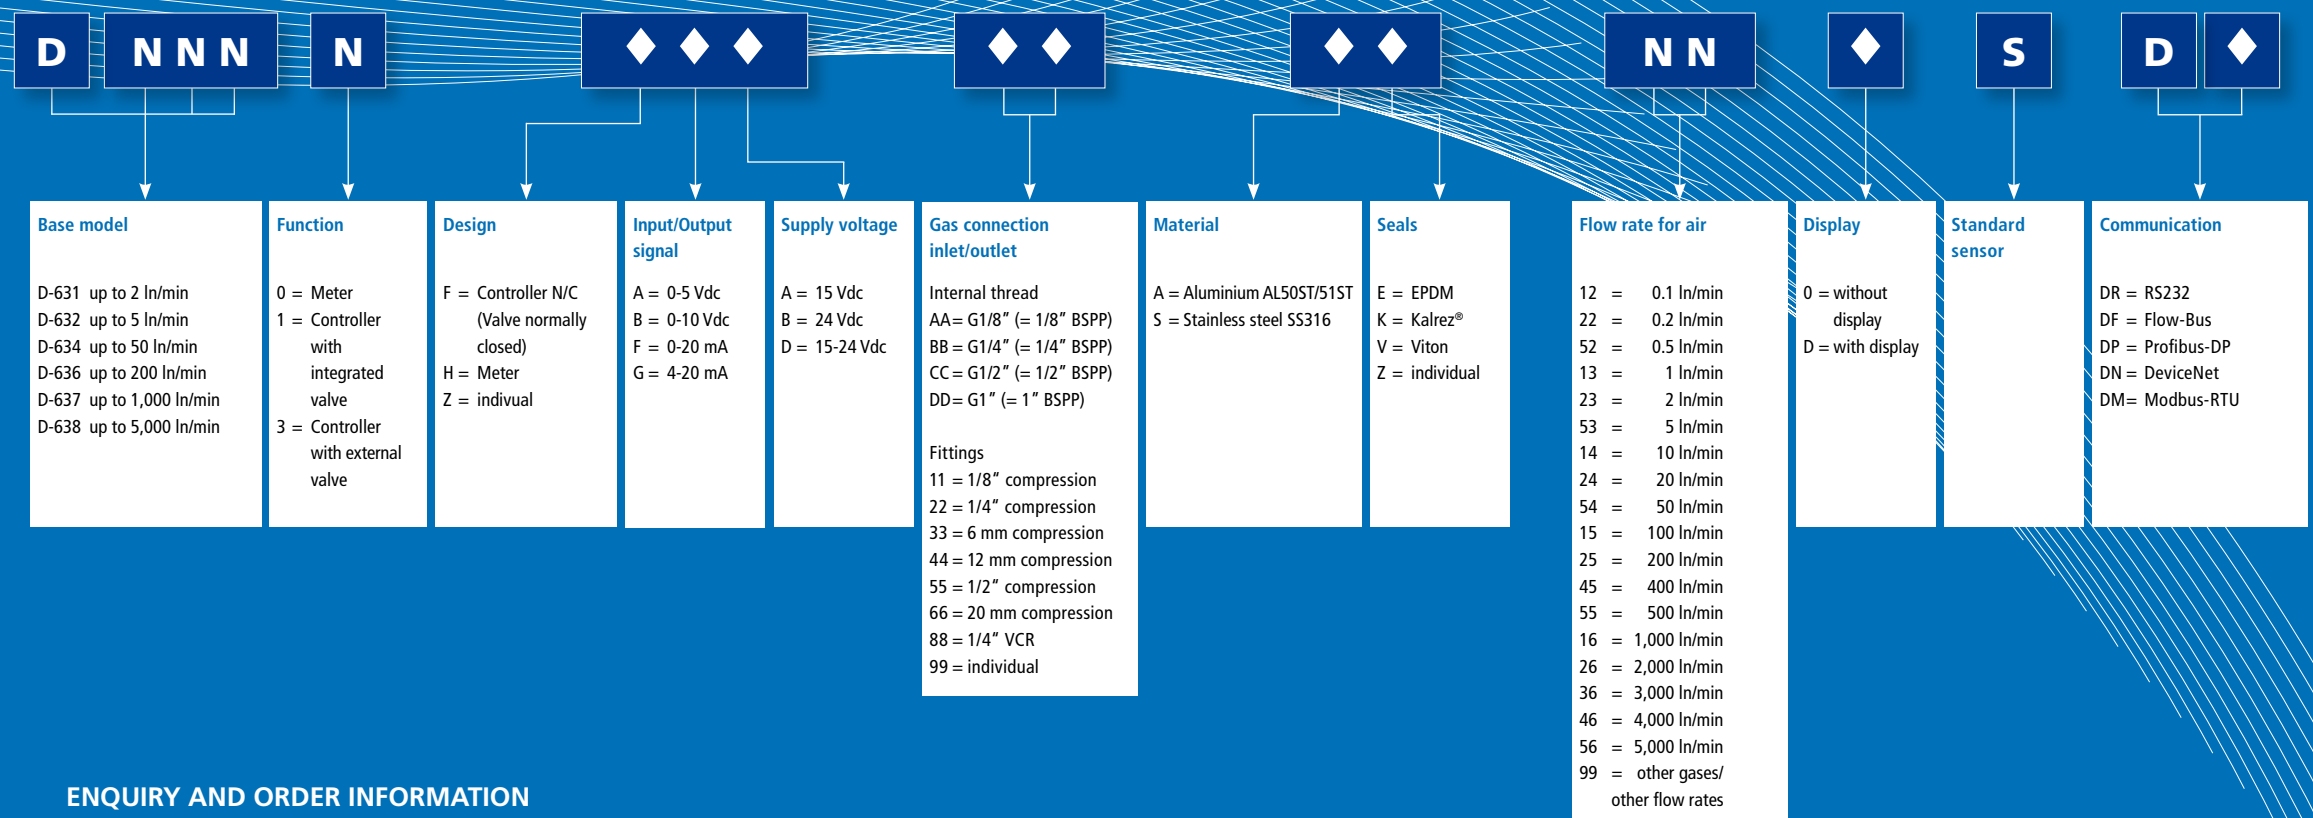 D NNN N ♦♦♦ ♦♦ ♦♦ NN ♦ S D ♦
Base model
D-631 up to 2 ln/min
D-632 up to 5 ln/min
D-634 up to 50 ln/min
D-636 up to 200 ln/min
D-637 up to 1,000 ln/min
D-638 up to 5,000 ln/min
Function
0 = Meter
1 = Controller
with
integrated
valve
3 = Controller
with external
valve
Design
F = Controller N/C
(Valve normally
closed)
H = Meter
Z = indivual
Input/Output
signal
A = 0-5 Vdc
B = 0-10 Vdc
F = 0-20 mA
G = 4-20 mA
Supply voltage
A = 15 Vdc
B = 24 Vdc
D = 15-24 Vdc
Gas connection
inlet/outlet
Internal thread
AA= G1/8” (= 1/8” BSPP)
BB = G1/4” (= 1/4” BSPP)
CC = G1/2” (= 1/2” BSPP)
DD= G1” (= 1” BSPP)
Fittings
11 = 1/8“ compression
22 = 1/4“ compression
33 = 6 mm compression
44 = 12 mm compression
55 = 1/2“ compression
66 = 20 mm compression
88 = 1/4“ VCR
99 = individual
Material
A = Aluminium AL50ST/51ST
S = Stainless steel SS316
Seals
E = EPDM
K = Kalrez®
V = Viton
Z = individual
Flow rate for air
12 = 0.1 ln/min
22 = 0.2 ln/min
52 = 0.5 ln/min
13 = 1 ln/min
23 = 2 ln/min
53 = 5 ln/min
14 = 10 ln/min
24 = 20 ln/min
54 = 50 ln/min
15 = 100 ln/min
25 = 200 ln/min
45 = 400 ln/min
55 = 500 ln/min
16 = 1,000 ln/min
26 = 2,000 ln/min
36 = 3,000 ln/min
46 = 4,000 ln/min
56 = 5,000 ln/min
99 = other gases/
other flow rates
Display
0 = without
display
D = with display
Standard
sensor
Communication
DR = RS232
DF = Flow-Bus
DP = Profibus-DP
DN = DeviceNet
DM= Modbus-RTU
ENQUIRY AND ORDER INFORMATION